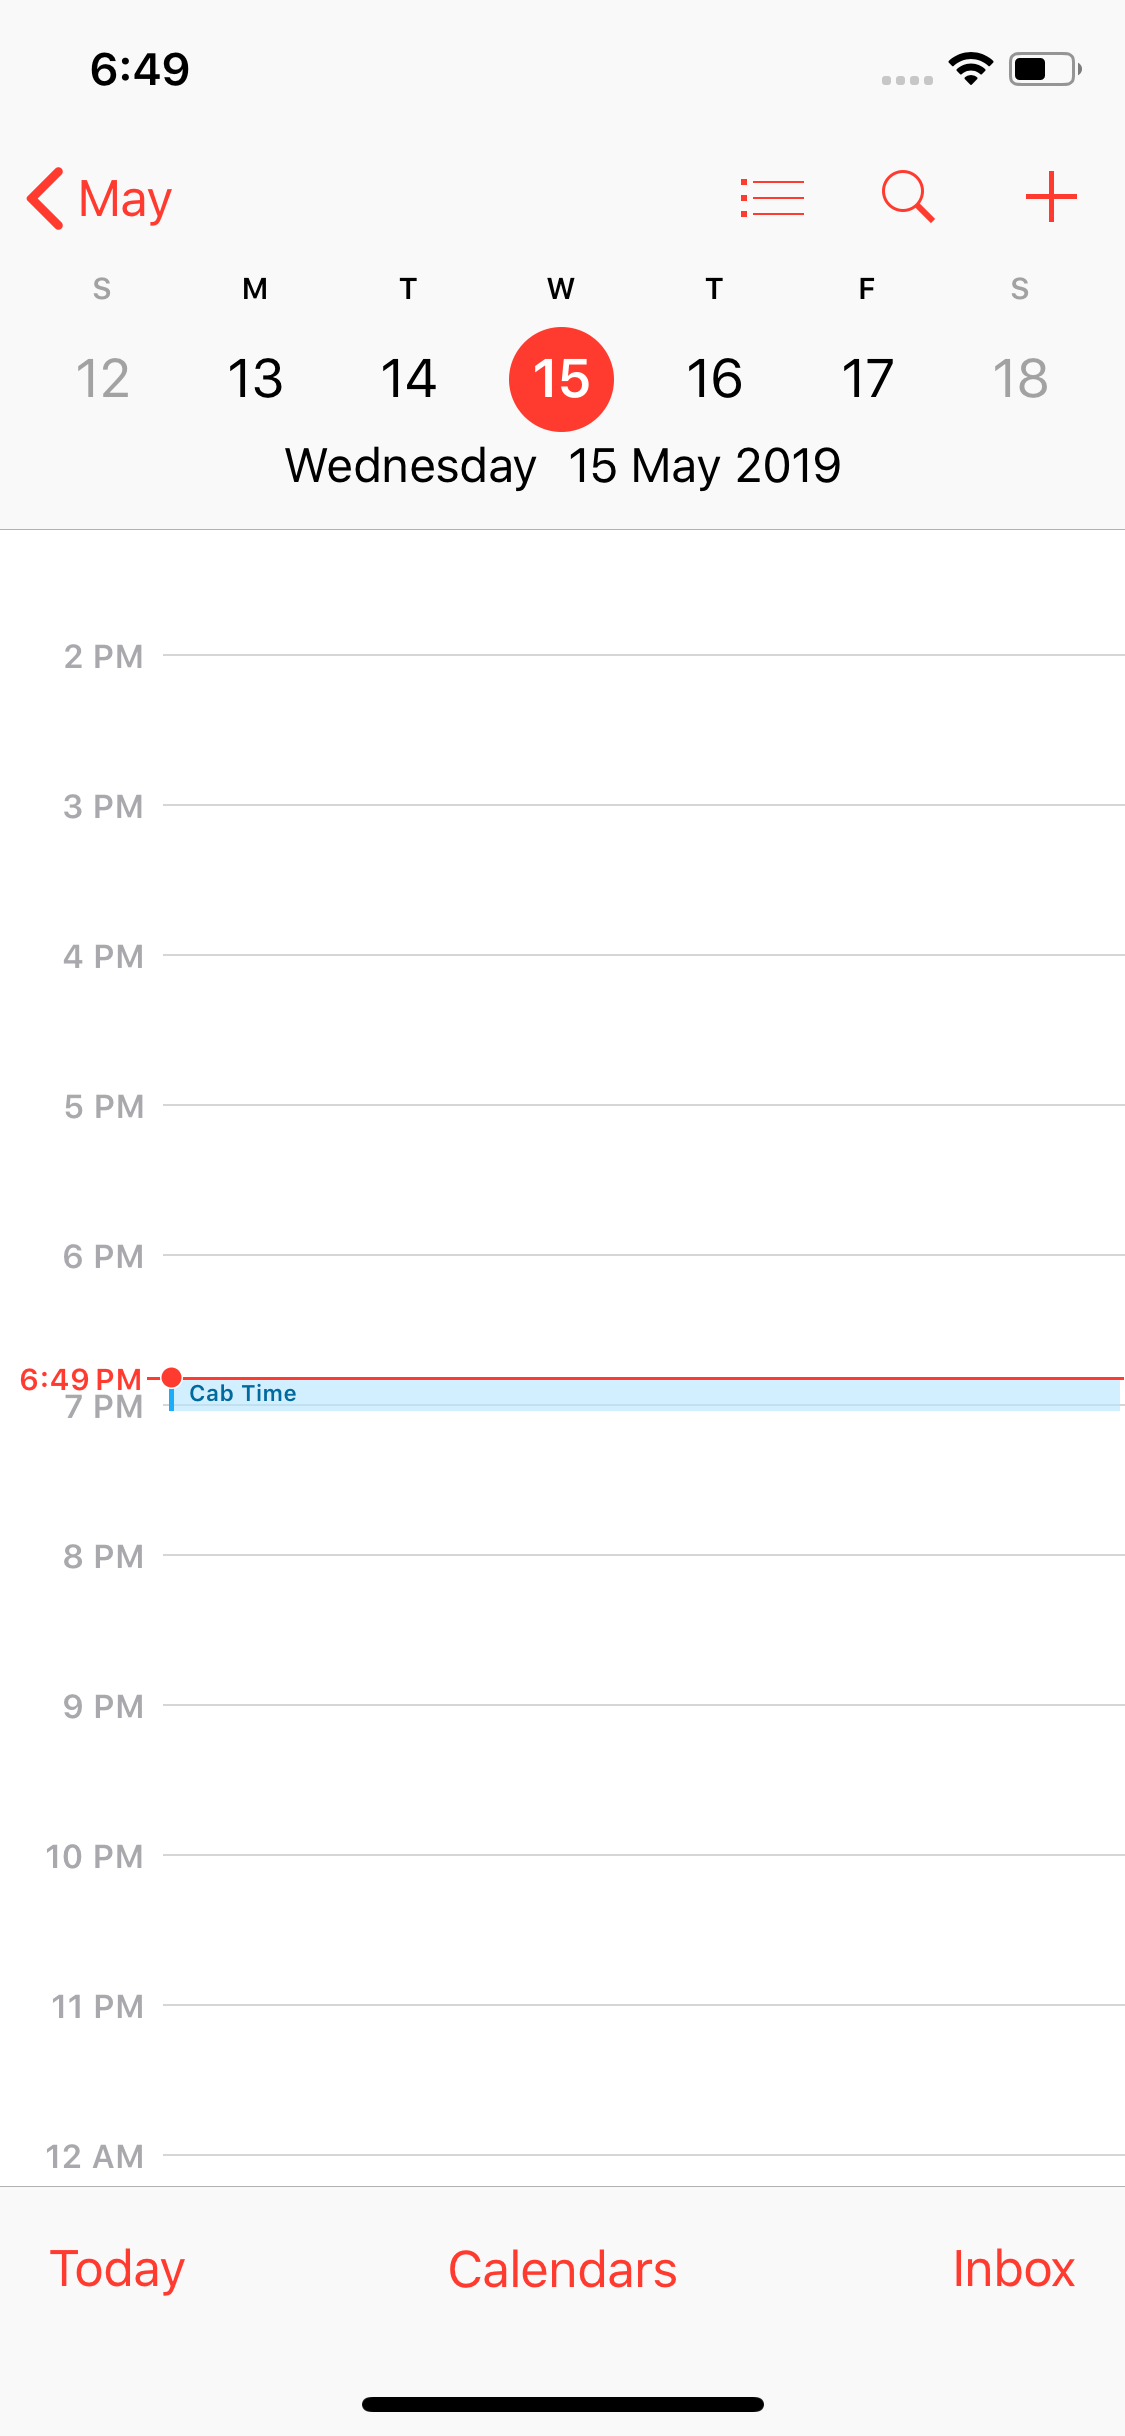 6:49
May
S M T W T F S
12 13 14 15 16 17 18
Wednesday 15 May 2019
2 PM
3 PM
4 PM
5 PM
6 PM
6:49 PM
Cab Time
7 PM
8 PM
9 PM
10 PM
11 PM
12 AM
Today Calendars Inbox